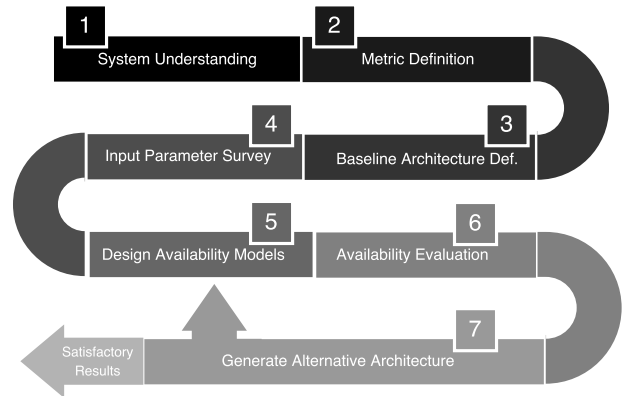 1
System Understanding
2
Metric Definition
3
Baseline Architecture Def.
4
Input Parameter Survey
5
Design Availability Models
6
Availability Evaluation
7
Generate Alternative Architecture
Satisfactory
Results